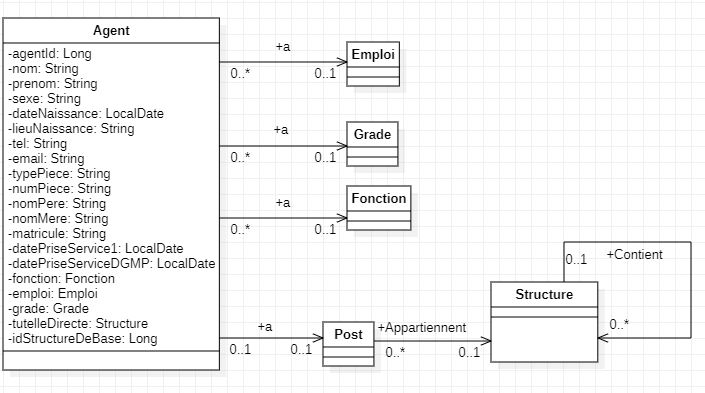 Agent
-agentId: Long
-nom: String
-prenom: String
-sexe: String
-dateNaissance: LocalDate
-lieuNaissance: String
-tel: String
-email: String
-typePiece: String
-numPiece: String
-nomPere: String
-nomMere: String
-matricule: String
-datePriseService1: LocalDate
-datePriseServiceDGMP: LocalDate
-fonction: Fonction
-emploi: Emploi
-grade: Grade
-tutelleDirecte: Structure
-idStructureDeBase: Long
+a
0..*
0..1
Emploi
+a
0..*
0..1
Grade
+a
0..*
0..1
Fonction
+a
0..1
0..1
Post
+Appartiennent
0..*
0..1
Structure
0..1
+Contient
0..*